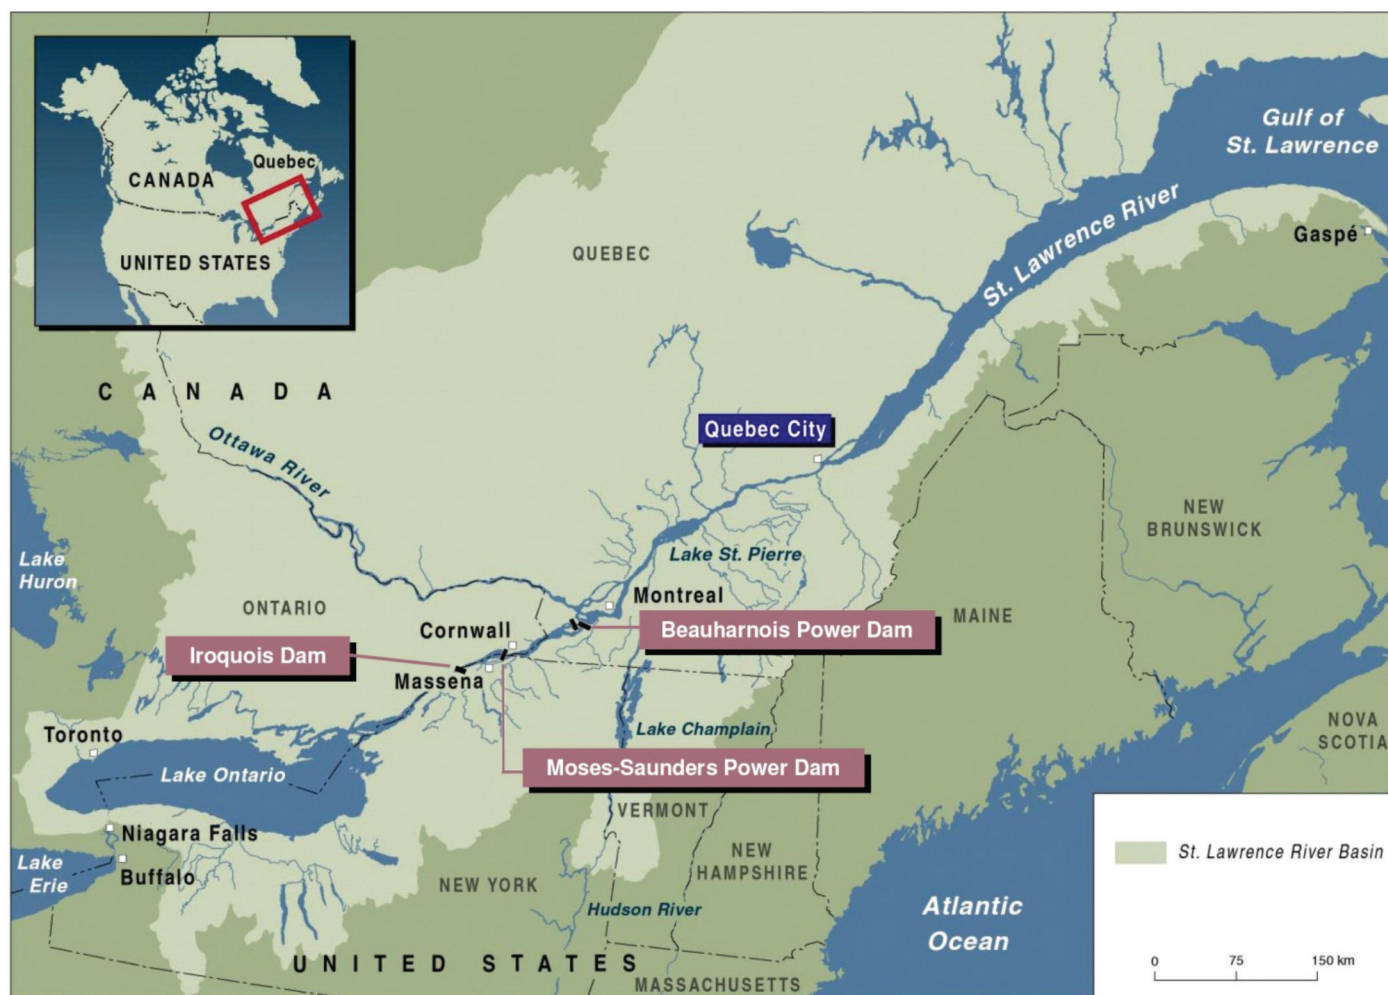 Quebec
CANADA
UNITED STATES
Gulf of
St. Lawrence
St. Lawrence River
Gaspé
QUEBEC
CANADA
Ottawa River
Quebec City
NEW
BRUNSWICK
Lake
Huron
Lake St. Pierre
ONTARIO
Montreal
MAINE
Cornwall
Beauharnois Power Dam
Iroquois Dam
Massena
Lake Champlain
NOVA
SCOTIA
Toronto
Lake Ontario
Moses-Saunders Power Dam
VERMONT
Niagara Falls
Lake
Erie
Buffalo
NEW
HAMPSHIRE
St. Lawrence River Basin
NEW YORK
Hudson River
Atlantic
Ocean
UNITED STATES
MASSACHUSETTS
0 75 150 km